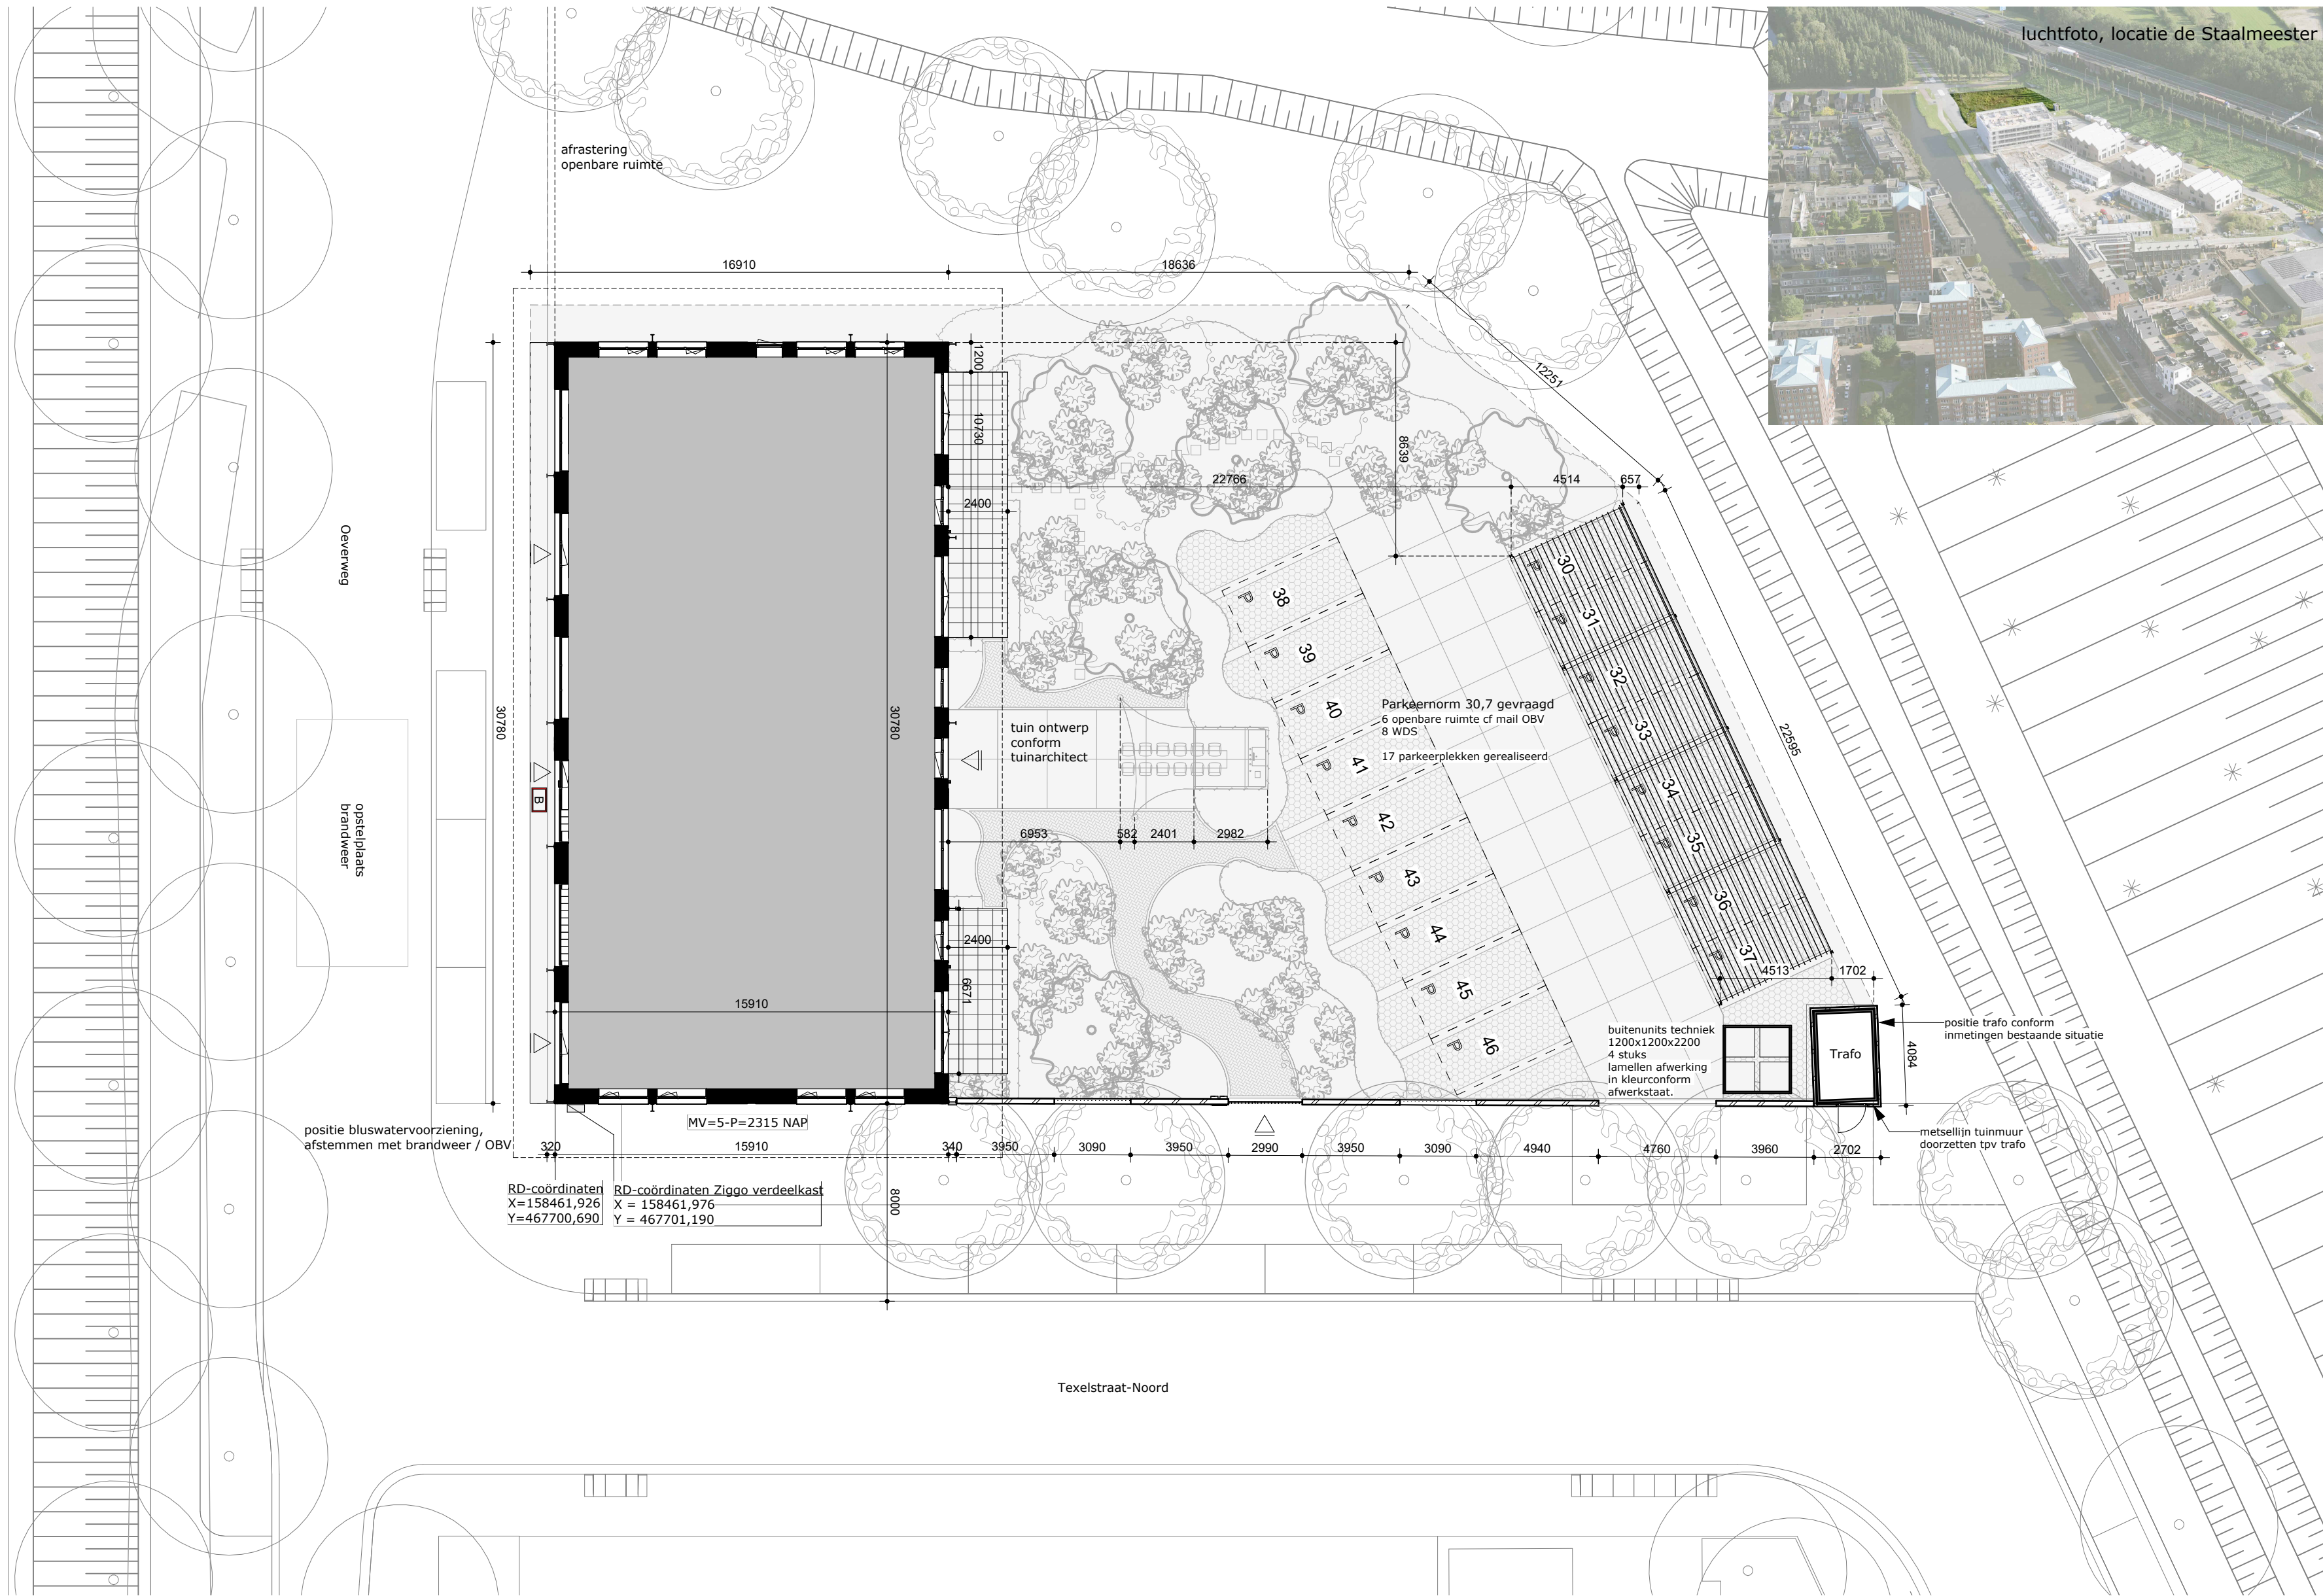 luchtfoto, locatie de Staalmeester
afrastering
openbare ruimte
16910
18636
12251
1200
10730
8639
22766
4514
657
2400
Oeverweg
30780
30780
P 30
P 31
P 32
P 33
P 34
P 35
P 36
P 37
P 38
P 39
P 40
P 41
P 42
P 43
P 44
P 45
P 46
Parkeernorm 30,7 gevraagd
6 openbare ruimte cf mail OBV
8 WDS
17 parkeerplekken gerealiseerd
22595
tuin ontwerp
conform
tuinarchitect
B
opstelplaats
brandweer
6953
582
2401
2982
2400
6671
15910
4513
1702
buitenunits techniek
1200x1200x2200
4 stuks
lamellen afwerking
in kleurconform
afwerkstaat.
Trafo
4084
positie trafo conform
inmetingen bestaande situatie
metsellijn tuinmuur
doorzetten tpv trafo
MV=5-P=2315 NAP
positie bluswatervoorziening,
afstemmen met brandweer / OBV
320
15910
340
3950
3090
3950
2990
3950
3090
4940
4760
3960
2702
8000
RD-coördinaten
X=158461,926
Y=467700,690
RD-coördinaten Ziggo verdeelkast
X = 158461,976
Y = 467701,190
Texelstraat-Noord